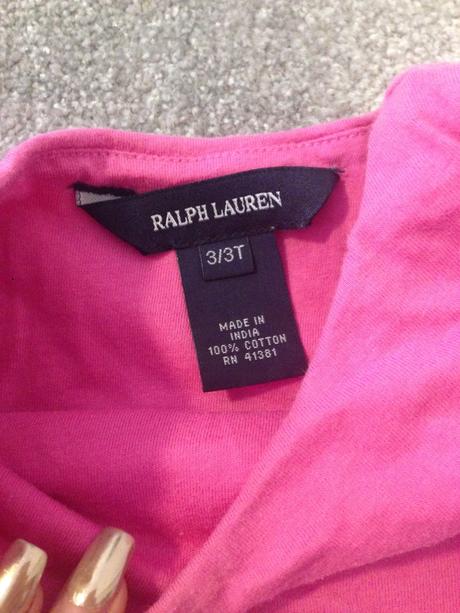 RALPH LAUREN
3/3T
MADE IN
INDIA
100% COTTON
RN 41381